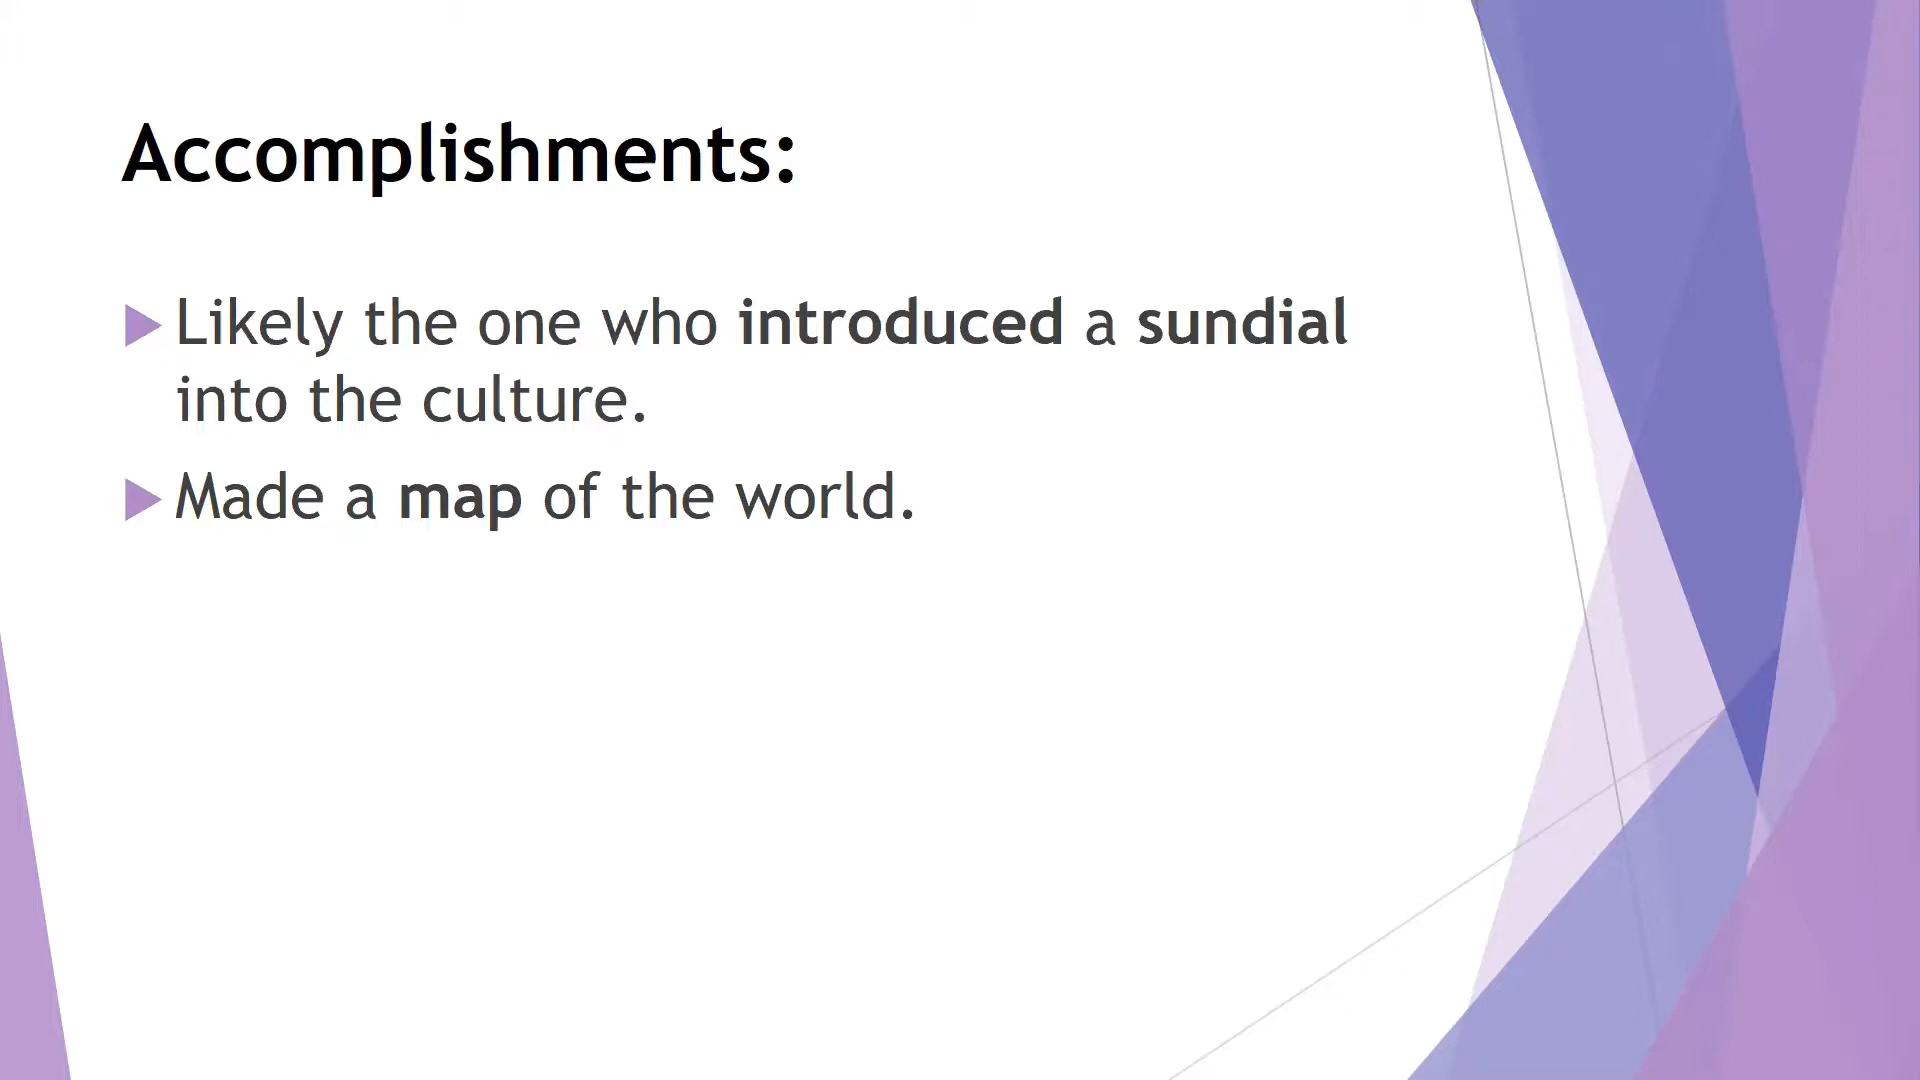 Accomplishments:
Likely the one who introduced a sundial
into the culture.
Made a map of the world.